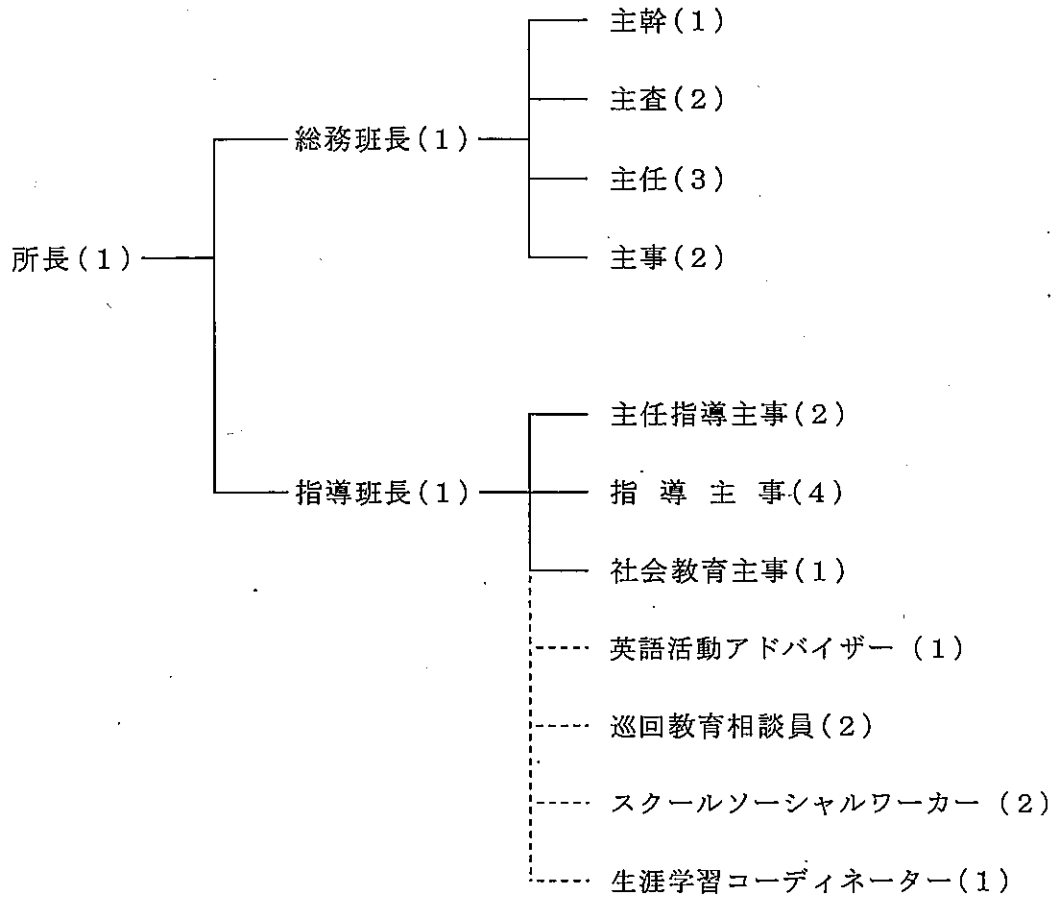 主幹(1)
主査(2)
総務班長(1)
主任(3)
所長(1)
主事(2)
主任指導主事(2)
指導班長(1)
指 導 主 事(4)
社会教育主事(1)
英語活動アドバイザー (1)
巡回教育相談員(2)
スクールソーシャルワーカー (2)
生涯学習コーディネーター(1)